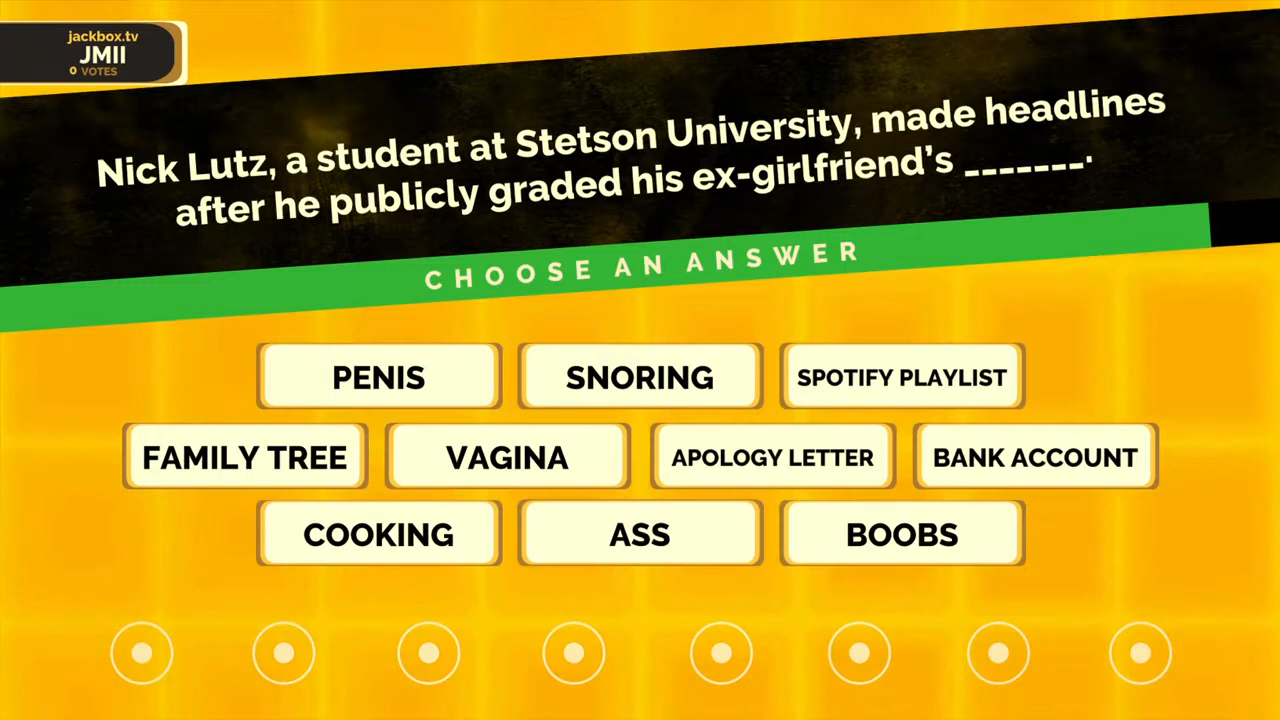 jackbox.tv
JMII
0 VOTES
Nick Lutz, a student at Stetson University, made headlines
after he publicly graded his ex-girlfriend’s _______.
CHOOSE AN ANSWER
PENIS
SNORING
SPOTIFY PLAYLIST
FAMILY TREE
VAGINA
APOLOGY LETTER
BANK ACCOUNT
COOKING
ASS
BOOBS